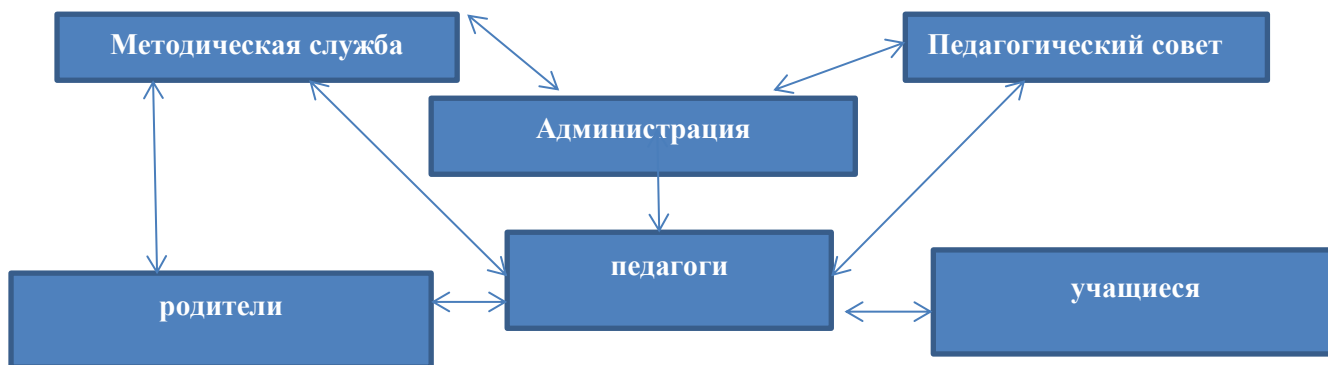 Методическая служба
Педагогический совет
Администрация
педагоги
родители
учащиеся